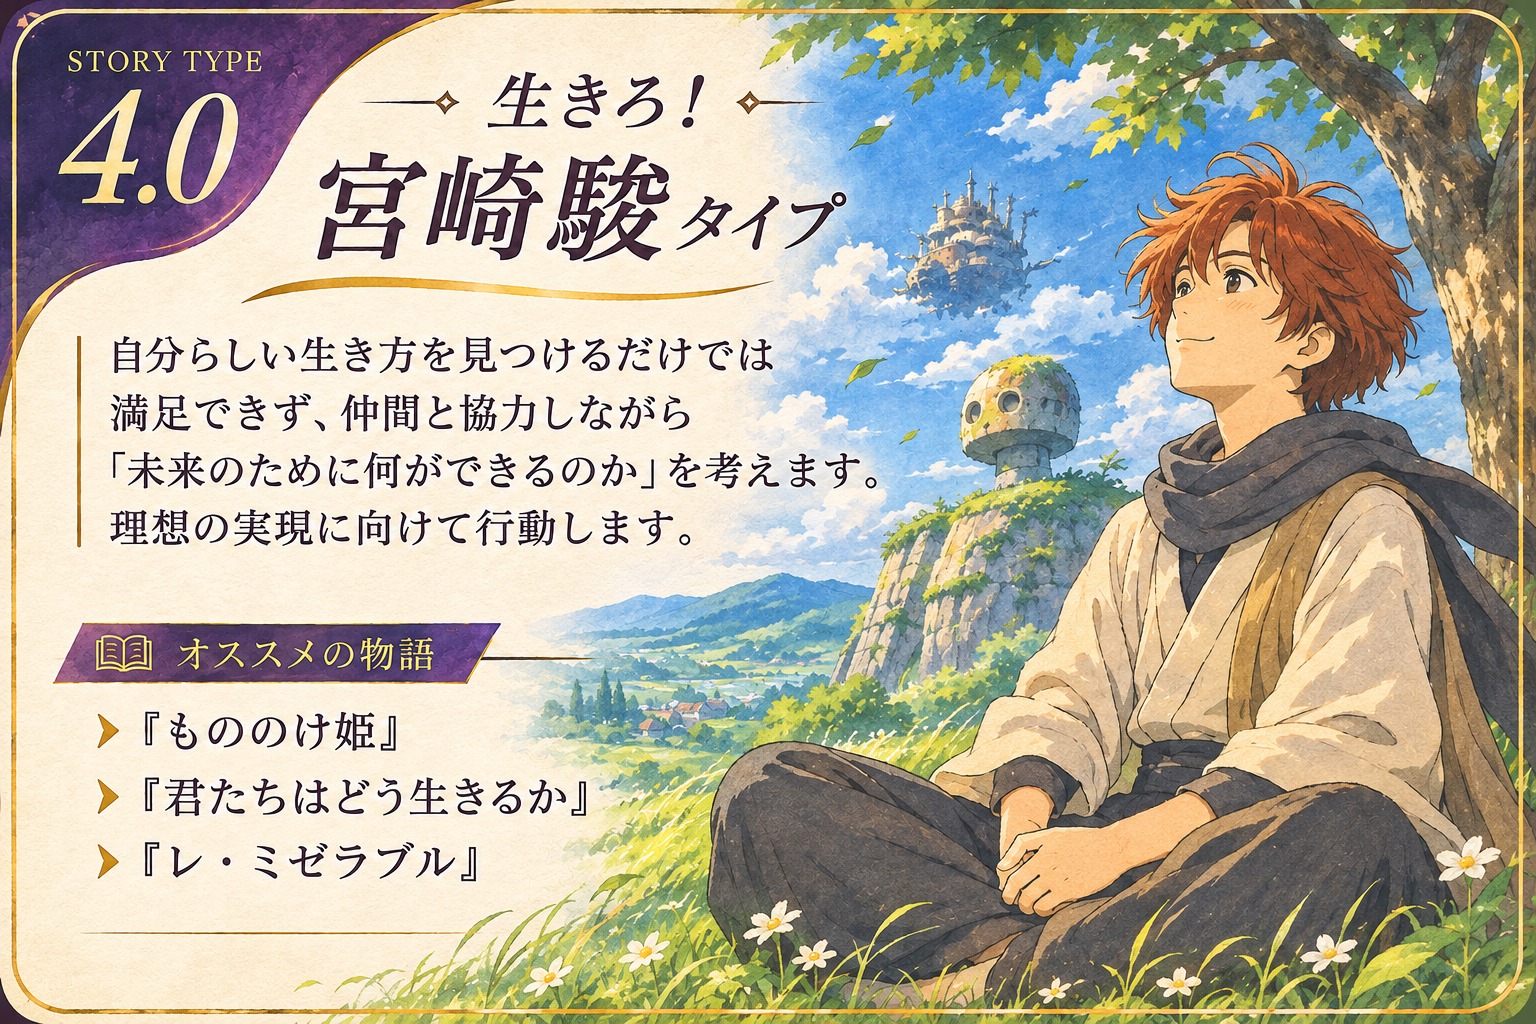 STORY TYPE
4.0
生きろ！
宮崎駿タイプ
自分らしい生き方を見つけるだけでは
満足できず、仲間と協力しながら
「未来のために何ができるのか」を考えます。
理想の実現に向けて行動します。
オススメの物語
『もののけ姫』
『君たちはどう生きるか』
『レ・ミゼラブル』